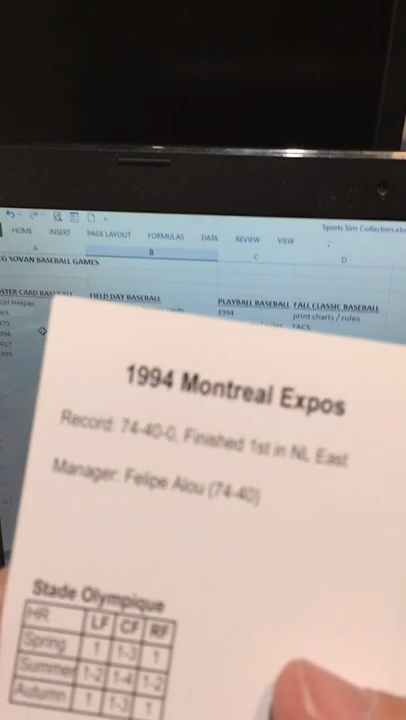 Sports Sim Collection.xls
HOME INSERT PAGE LAYOUT FORMULAS DATA REVIEW VIEW
A B C D
EG SOVAN BASEBALL GAMES
FIELD DAY BASEBALL PLAYBALL BASEBALL FALL CLASSIC BASEBALL
1994 print charts / rules
FACS
1994 Montreal Expos
Record: 74-40-0, Finished 1st in NL East
Manager: Felipe Alou (74-40)
Stade Olympique
HR LF CF RF
Spring 1 1-3 1
Summer 1-2 1-4 1-2
Autumn 1 1-3 1